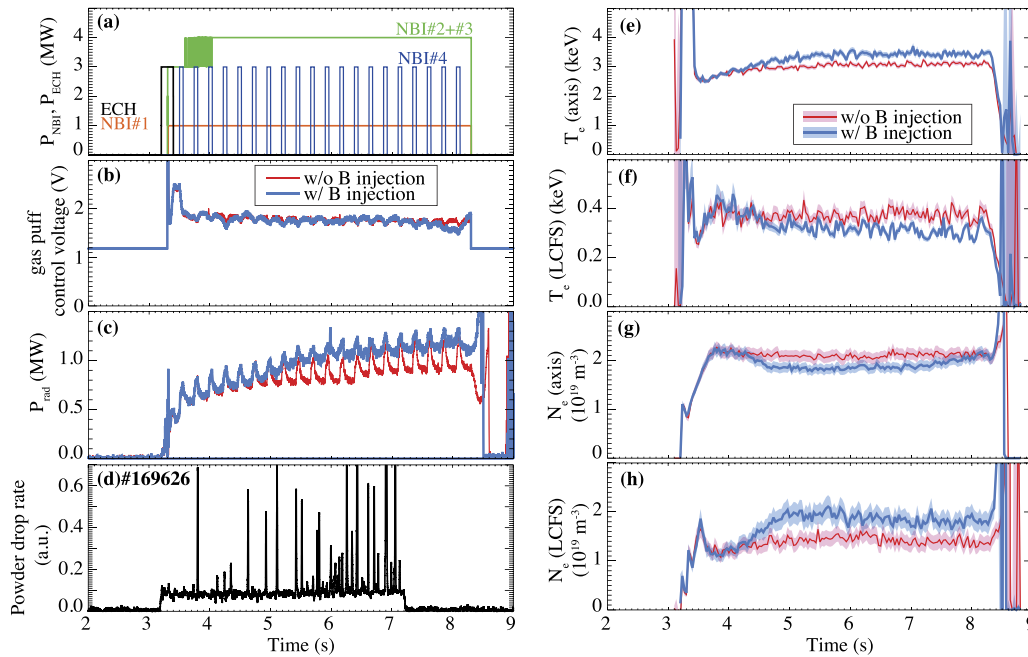 (a)
NBI#2+#3
NBI#4
ECH
NBI#1
P_NBI, P_ECH (MW)
5
4
3
2
1
0
(b)
w/o B injection
w/ B injection
gas puff
control voltage (V)
2
1
0
(c)
P_rad (MW)
1.0
0.5
0.0
(d)#169626
Powder drop rate
(a.u.)
0.6
0.4
0.2
0.0
2 3 4 5 6 7 8 9
Time (s)
(e)
w/o B injection
w/ B inejction
T_e (axis) (keV)
5
4
3
2
1
0
(f)
T_e (LCFS) (keV)
0.4
0.2
0.0
(g)
N_e (axis)
(10^19 m^-3)
2
1
0
(h)
N_e (LCFS)
(10^19 m^-3)
2
1
0
2 3 4 5 6 7 8 9
Time (s)